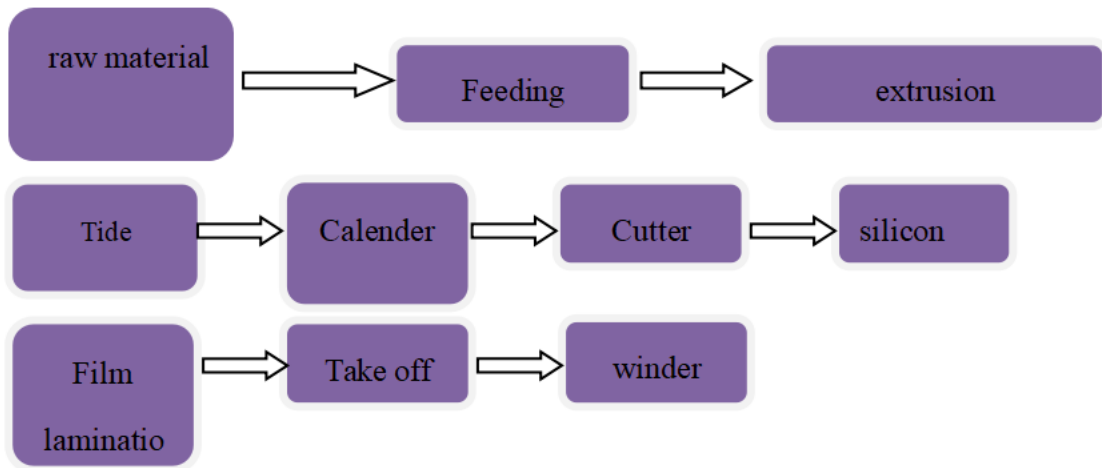 raw material
Feeding
extrusion
Tide
Calender
Cutter
silicon
Film
laminatio
Take off
winder